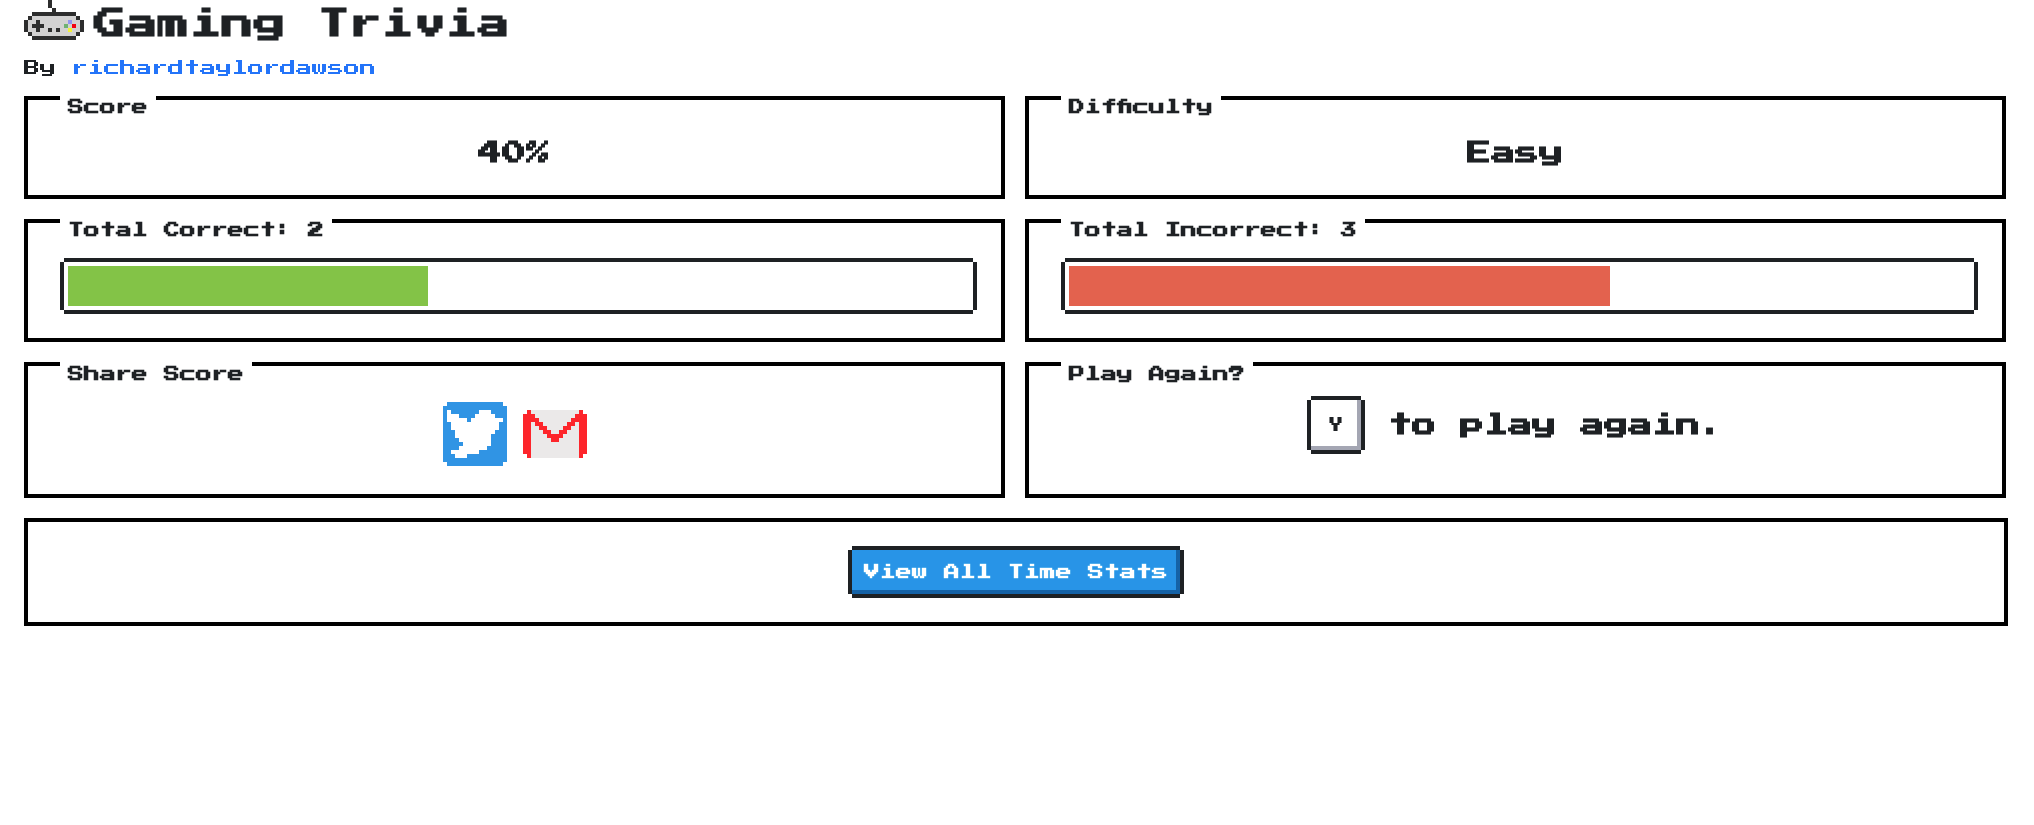 Gaming Trivia
By richardtaylordawson
Score
40%
Difficulty
Easy
Total Correct: 2
Total Incorrect: 3
Share Score
Play Again?
Y to play again.
View All Time Stats